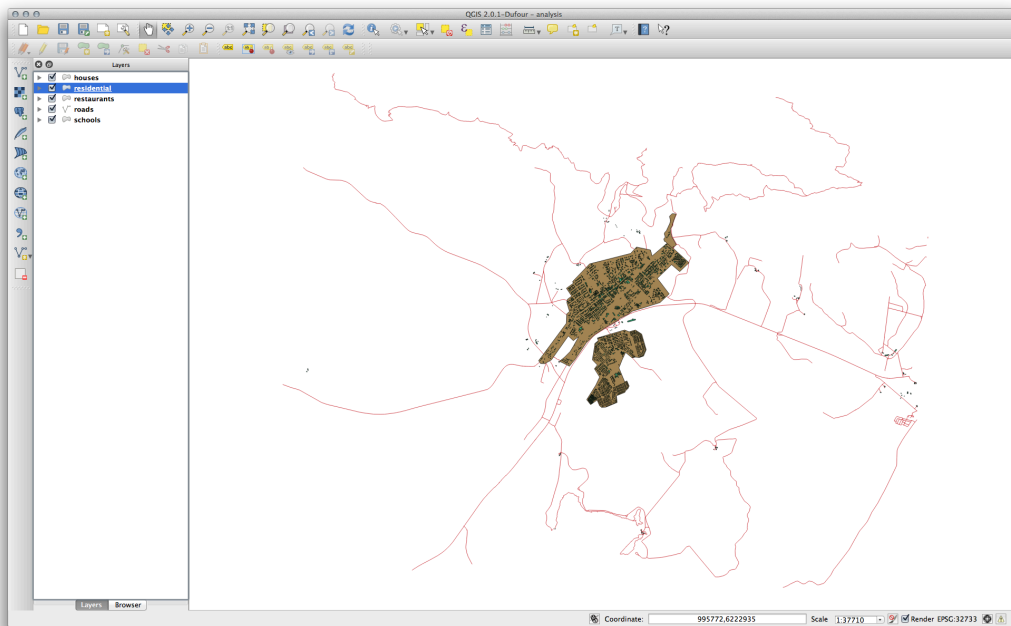 QGIS 2.0.1-Dufour - analysis
Layers
houses
residential
restaurants
roads
schools
Layers Browser
Coordinate: 995772,6222935 Scale 1:37710 Render EPSG:32733